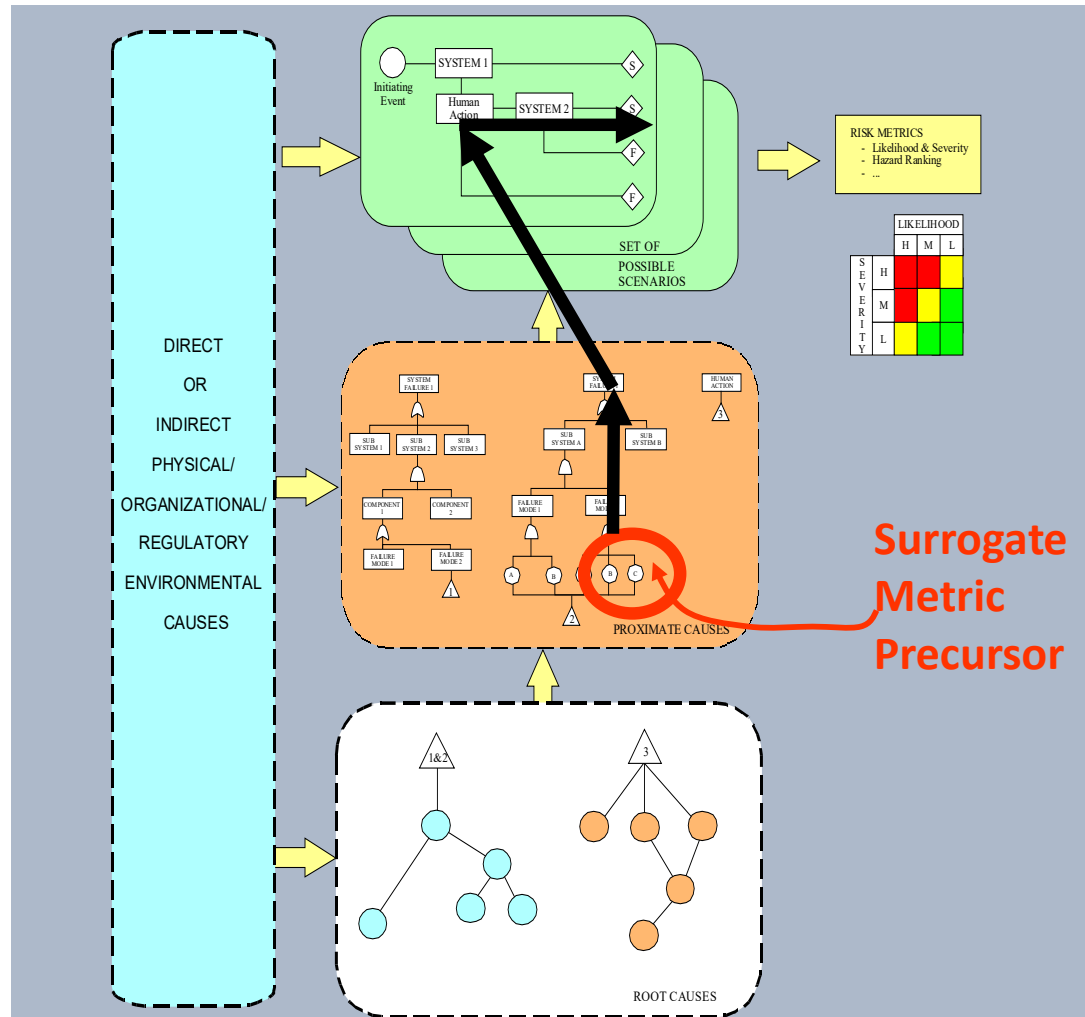 DIRECT
OR
INDIRECT
PHYSICAL/
ORGANIZATIONAL/
REGULATORY
ENVIRONMENTAL
CAUSES
Initiating
Event
SYSTEM 1
Human
Action
SYSTEM 2
S
S
F
F
SET OF
POSSIBLE
SCENARIOS
RISK METRICS
- Likelihood & Severity
- Hazard Ranking
- ...
LIKELIHOOD
H M L
SEVERITY
H
M
L
SYSTEM
FAILURE 1
SUB
SYSTEM 1
SUB
SYSTEM 2
SUB
SYSTEM 3
COMPONENT
1
COMPONENT
2
FAILURE
MODE 1
FAILURE
MODE 2
1
SUB
SYSTEM A
SUB
SYSTEM B
FAILURE
MODE 1
A
B
B
C
2
HUMAN
ACTION
3
PROXIMATE CAUSES
Surrogate
Metric
Precursor
1&2
3
ROOT CAUSES